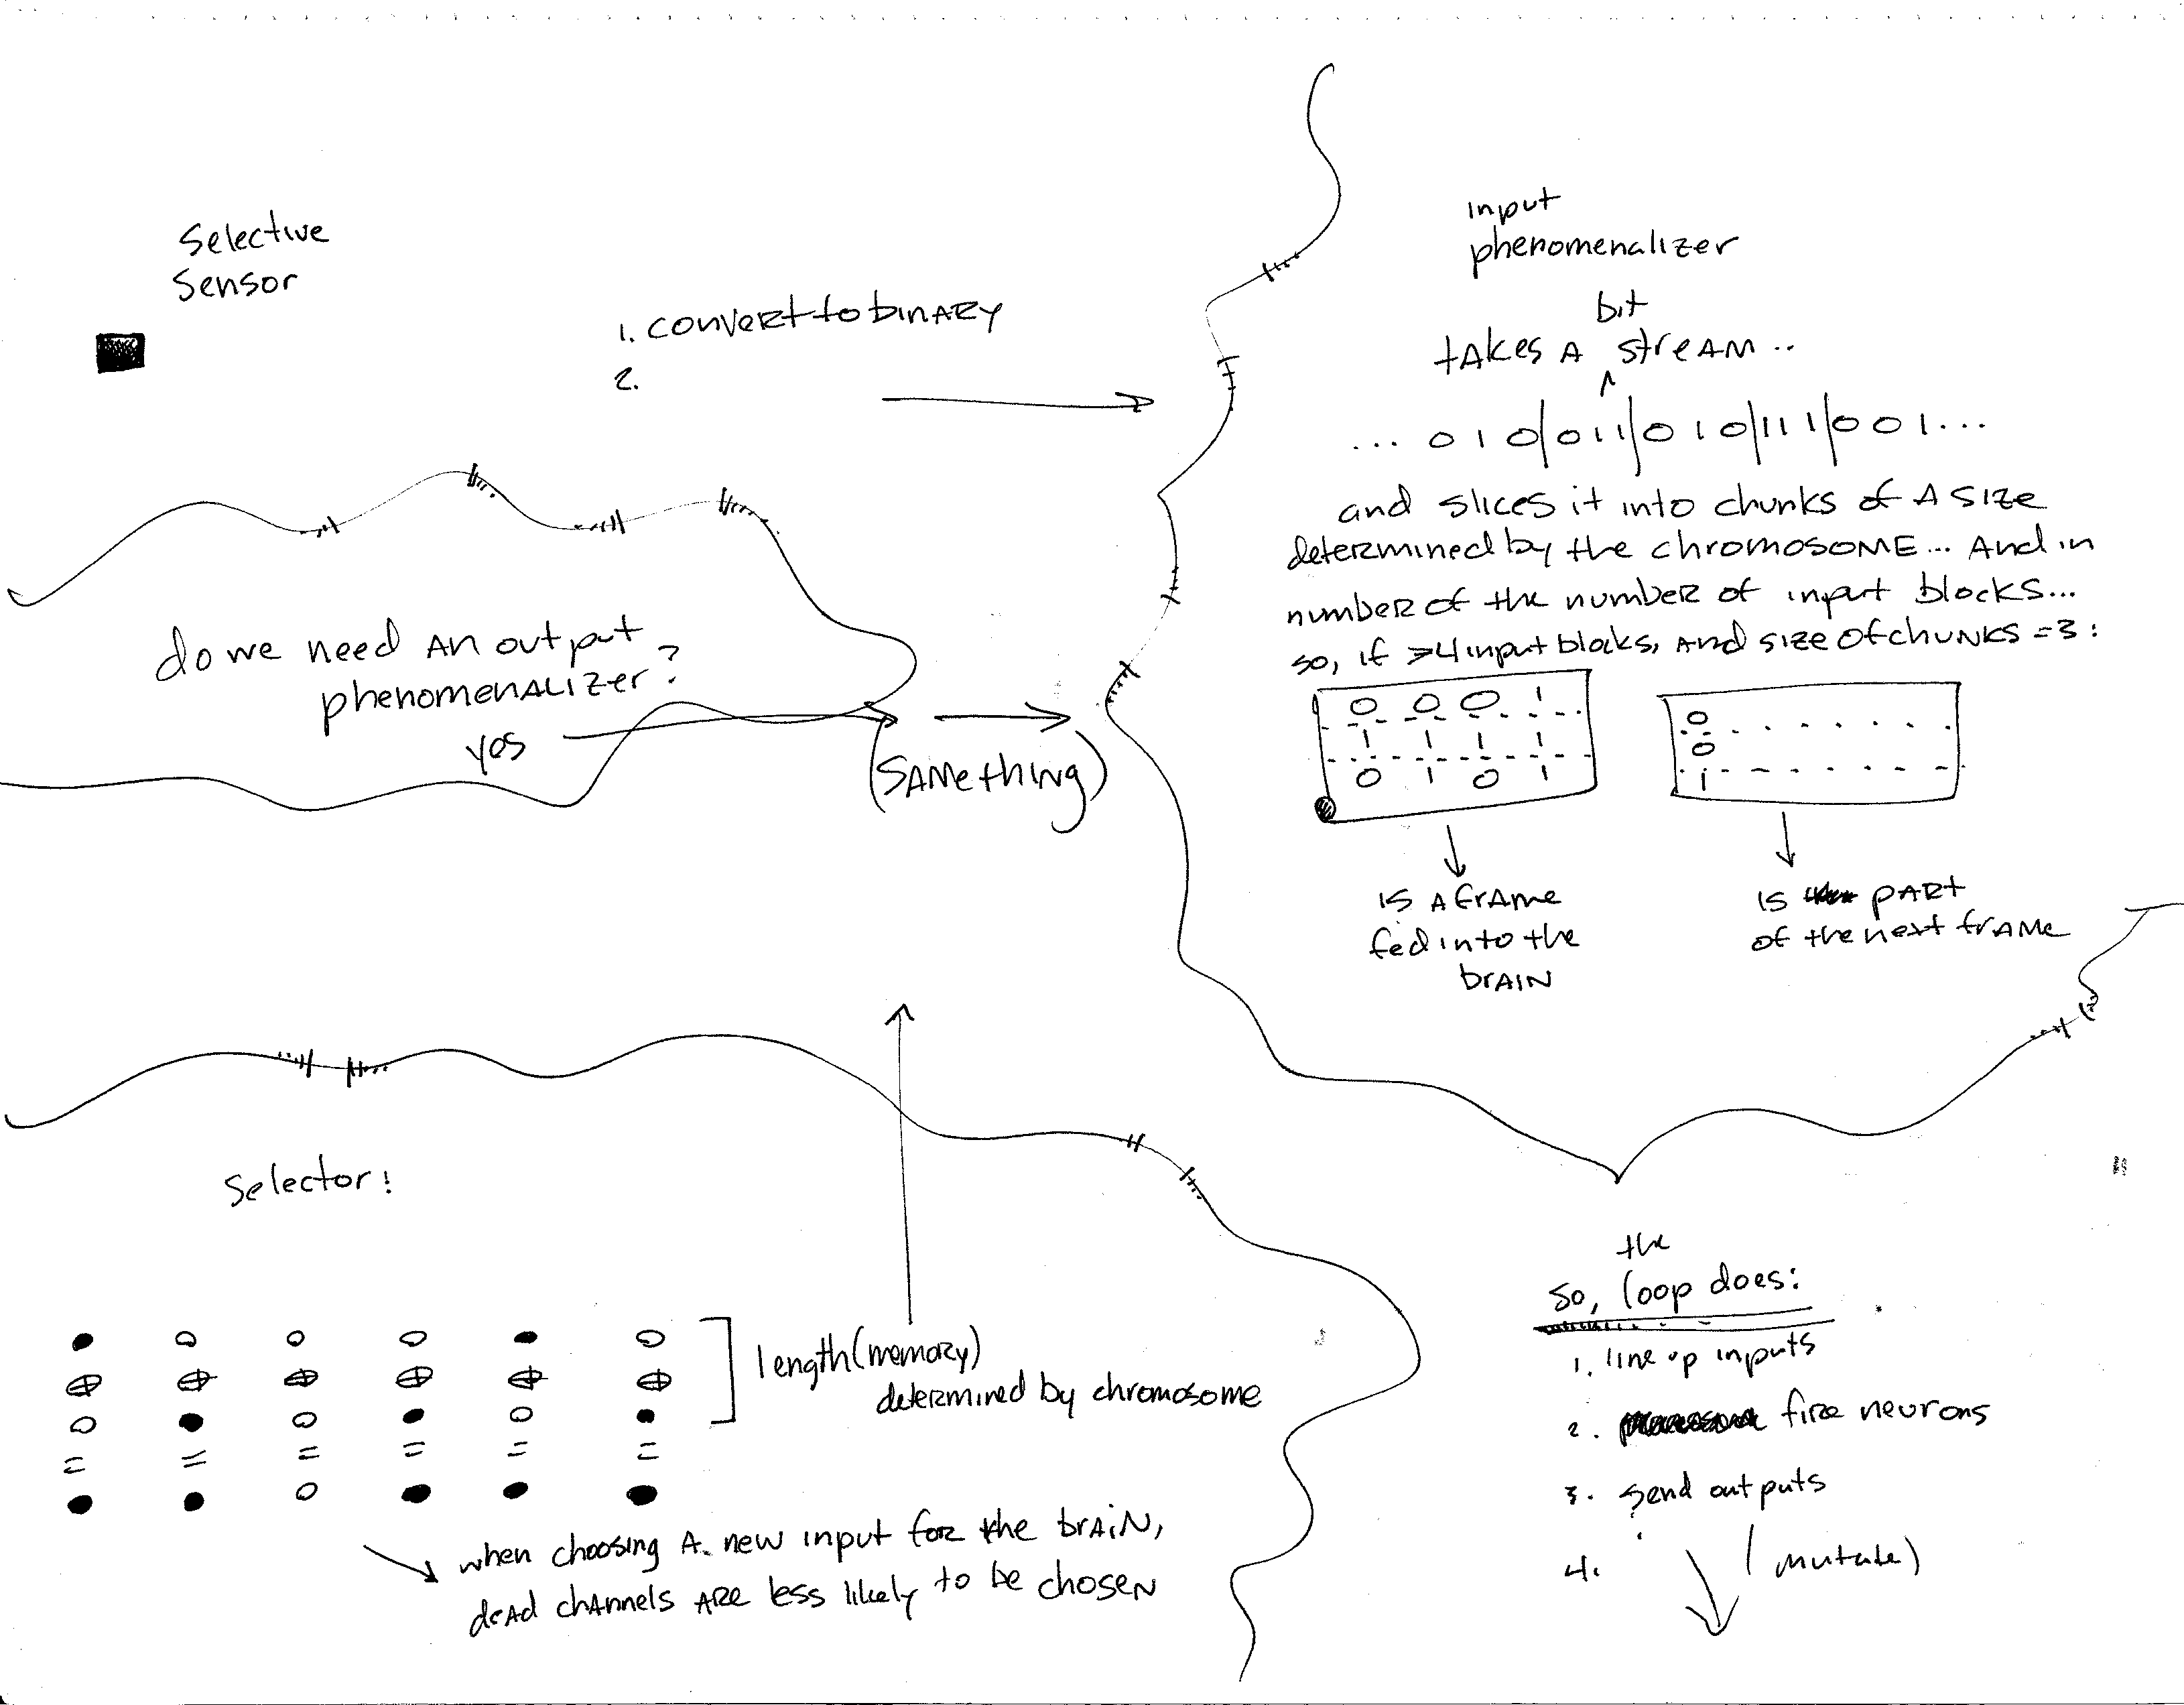 Selective
Sensor
1. convert to binary
2.
do we need an output
phenomenalizer?
yes
(same thing)
input
phenomenalizer
bit
takes a ^ stream..
... 0 1 0|0 1 1|0 1 0|1 1 1|0 0 1...
and slices it into chunks of a size
determined by the chromosome... And in
number of the number of input blocks...
so, if 4 input blocks, and size of chunks = 3:
0 0 0 1
1 1 1 1
0 1 0 1
0
0
1
is a frame
fed into the
brain
is part
of the next frame
Selector:
length (memory)
determined by chromosome
= = = = = =
when choosing a new input for the brain,
dead channels are less likely to be chosen
the
so, loop does:
1. line up inputs
2. fire neurons
3. send outputs
4.
(mutate)